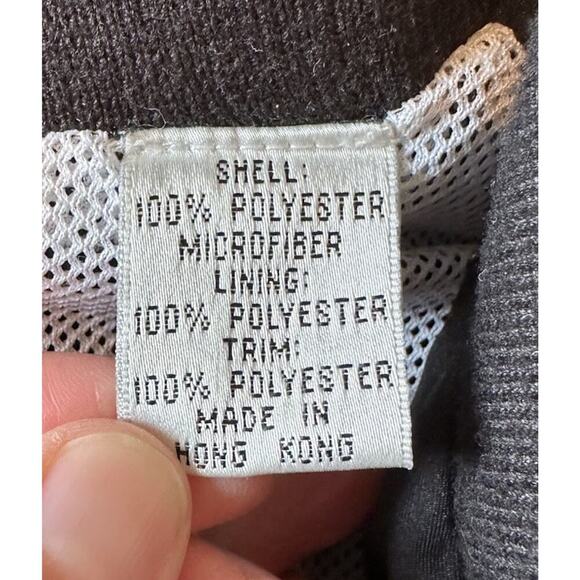 SHELL:
100% POLYESTER
MICROFIBER
LINING:
100% POLYESTER
TRIM:
100% POLYESTER
MADE IN
HONG KONG